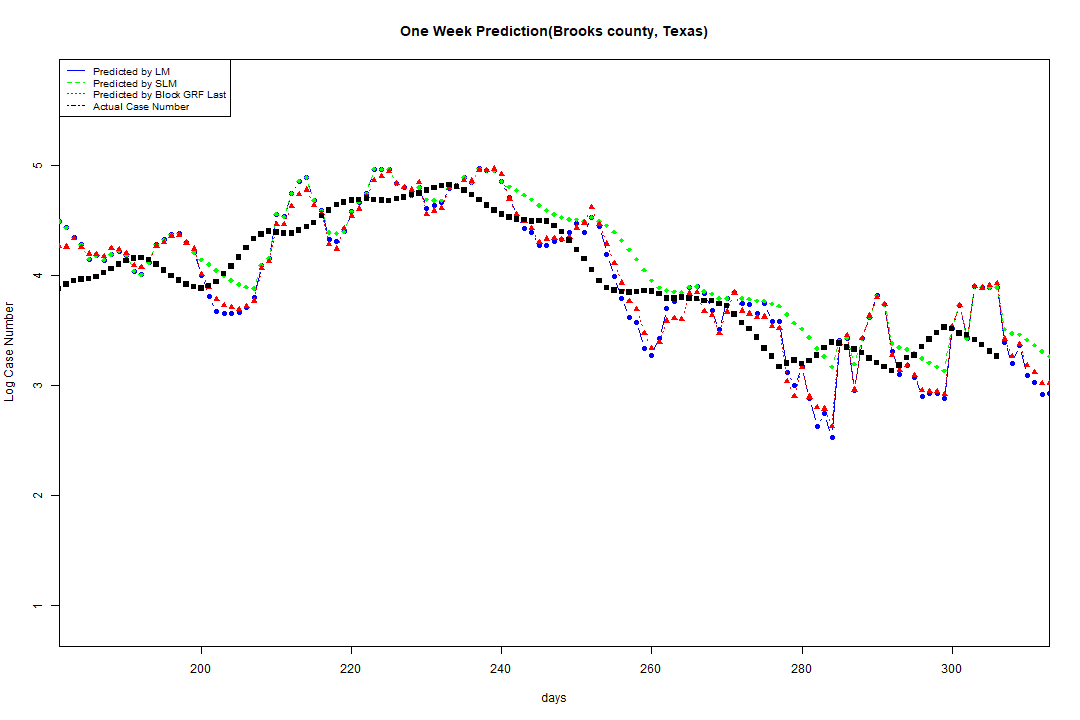 One Week Prediction(Brooks county, Texas)
Predicted by LM
Predicted by SLM
Predicted by Block GRF Last
Actual Case Number
5
4
3
2
1
Log Case Number
200 220 240 260 280 300
days